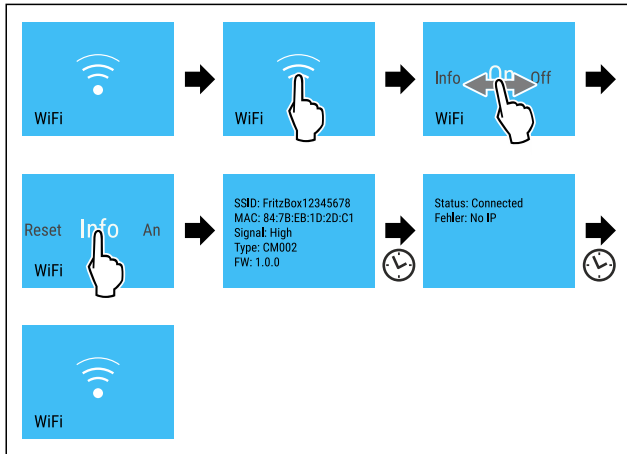 WiFi
WiFi
Info On Off
WiFi
Reset Info An
WiFi
SSID: FritzBox12345678
MAC: 84:7B:EB:1D:2D:C1
Signal: High
Type: CM002
FW: 1.0.0
Status: Connected
Fehler: No IP
WiFi